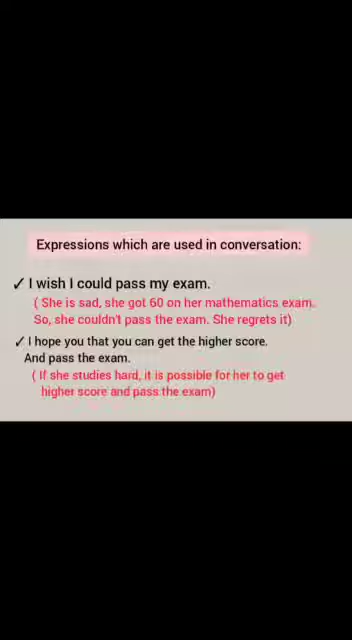 Expressions which are used in conversation:
✓ I wish I could pass my exam.
( She is sad, she got 60 on her mathematics exam.
So, she couldn't pass the exam. She regrets it)
✓ I hope you that you can get the higher score.
And pass the exam.
( If she studies hard, it is possible for her to get
higher score and pass the exam)